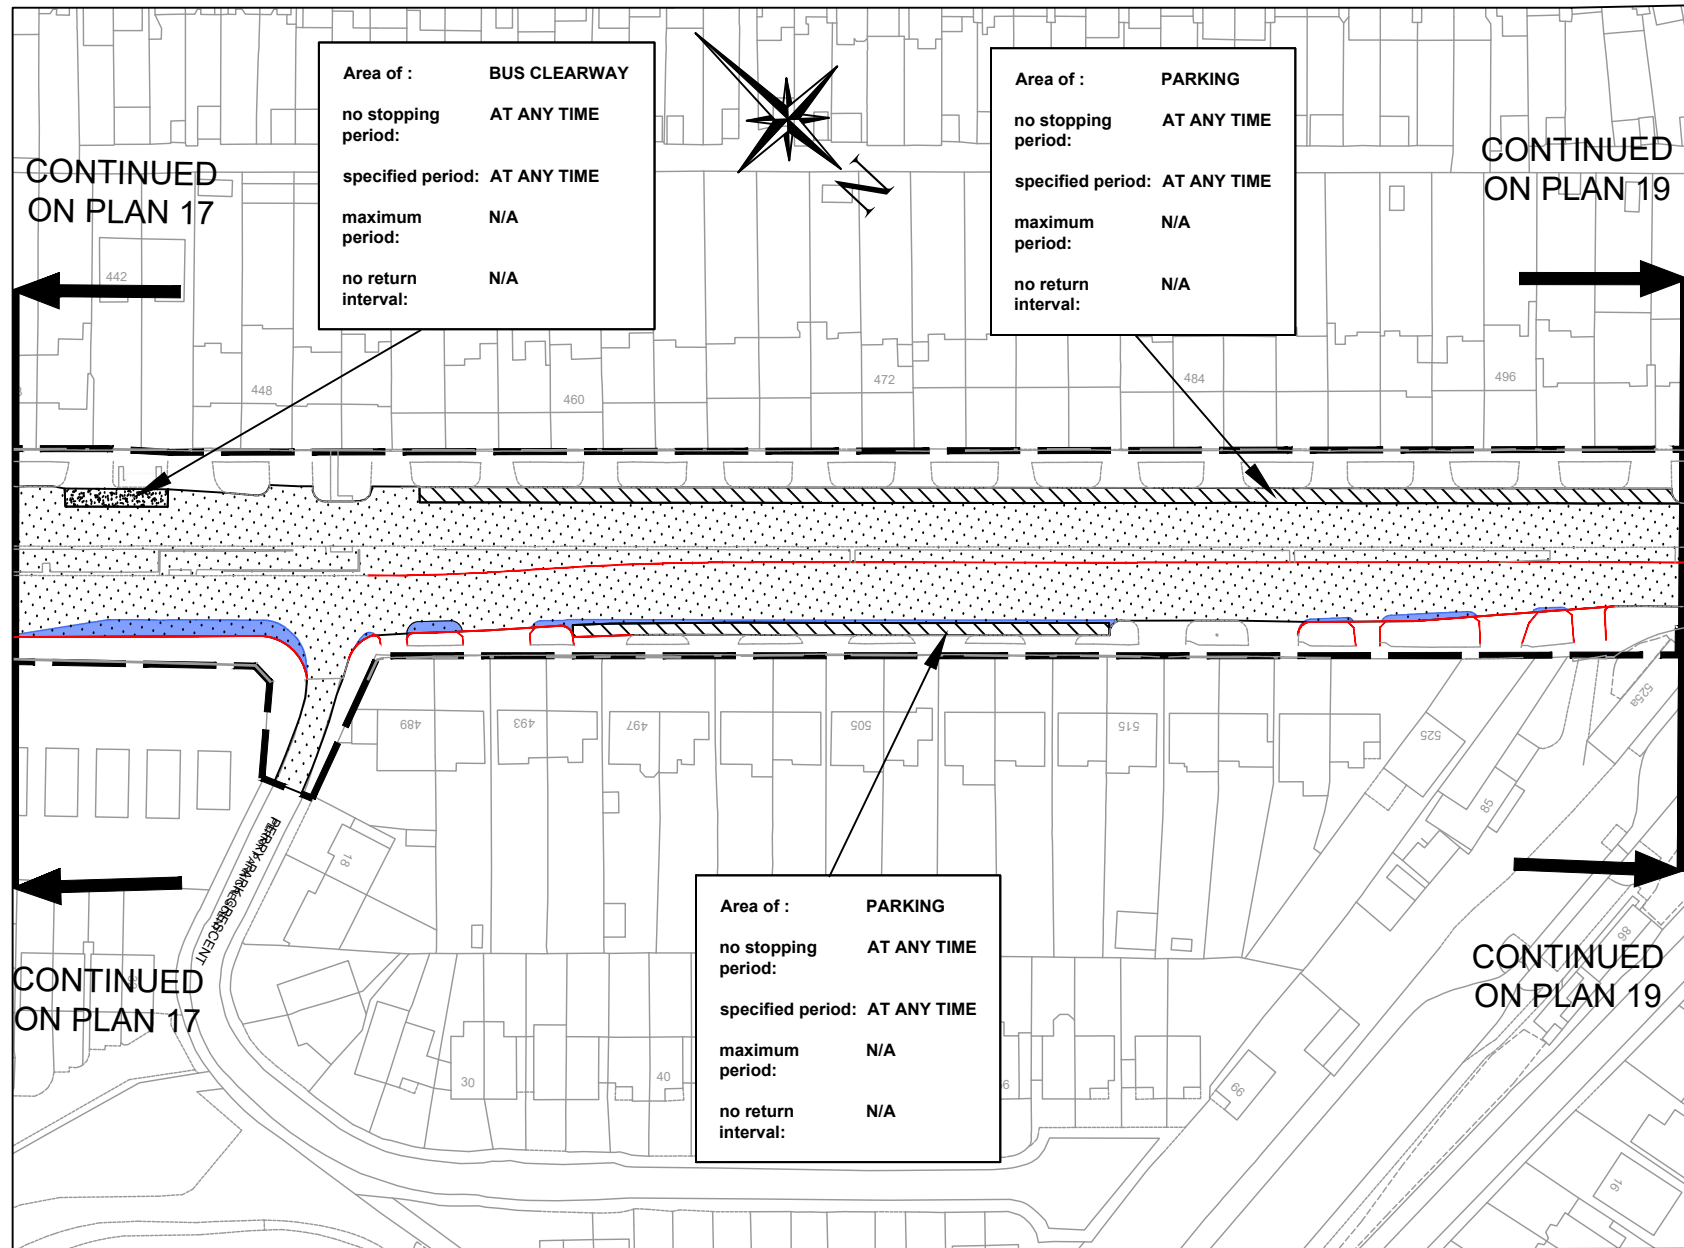 Area of : BUS CLEARWAY
no stopping AT ANY TIME
period:
specified period: AT ANY TIME
maximum N/A
period:
no return N/A
interval:
Area of : PARKING
no stopping AT ANY TIME
period:
specified period: AT ANY TIME
maximum N/A
period:
no return N/A
interval:
N
CONTINUED
ON PLAN 17
CONTINUED
ON PLAN 19
442
448
460
472
484
496
489
493
497
505
515
525
525a
85
18
PERRY PARK CRESCENT
Area of : PARKING
no stopping AT ANY TIME
period:
specified period: AT ANY TIME
maximum N/A
period:
no return N/A
interval:
CONTINUED
ON PLAN 17
CONTINUED
ON PLAN 19
30
40
66
86
16